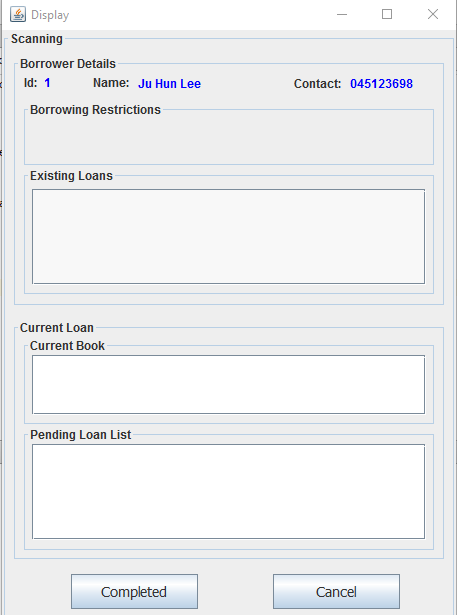 Display
Scanning
Borrower Details
Id: 1 Name: Ju Hun Lee Contact: 045123698
Borrowing Restrictions
Existing Loans
Current Loan
Current Book
Pending Loan List
Completed Cancel